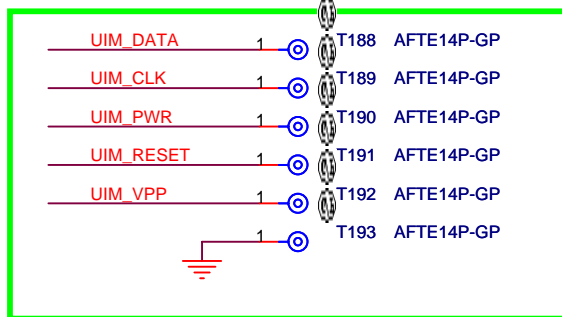 UIM_DATA 1 T188 AFTE14P-GP
UIM_CLK 1 T189 AFTE14P-GP
UIM_PWR 1 T190 AFTE14P-GP
UIM_RESET 1 T191 AFTE14P-GP
UIM_VPP 1 T192 AFTE14P-GP
1 T193 AFTE14P-GP